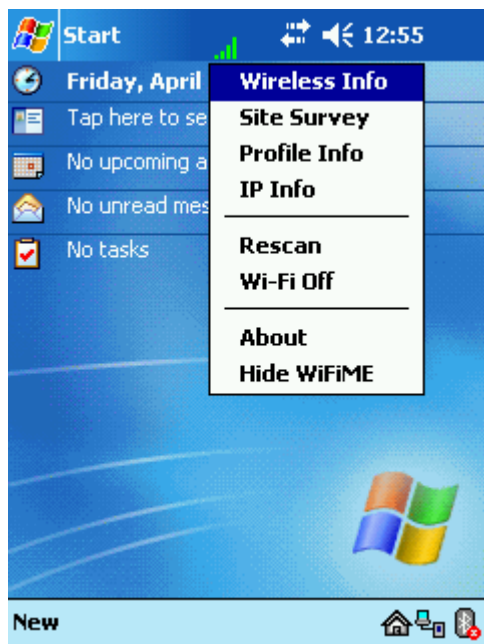 Start 12:55
Friday, April
Tap here to se
No upcoming a
No unread mes
No tasks
Wireless Info
Site Survey
Profile Info
IP Info
Rescan
Wi-Fi Off
About
Hide WiFiME
New